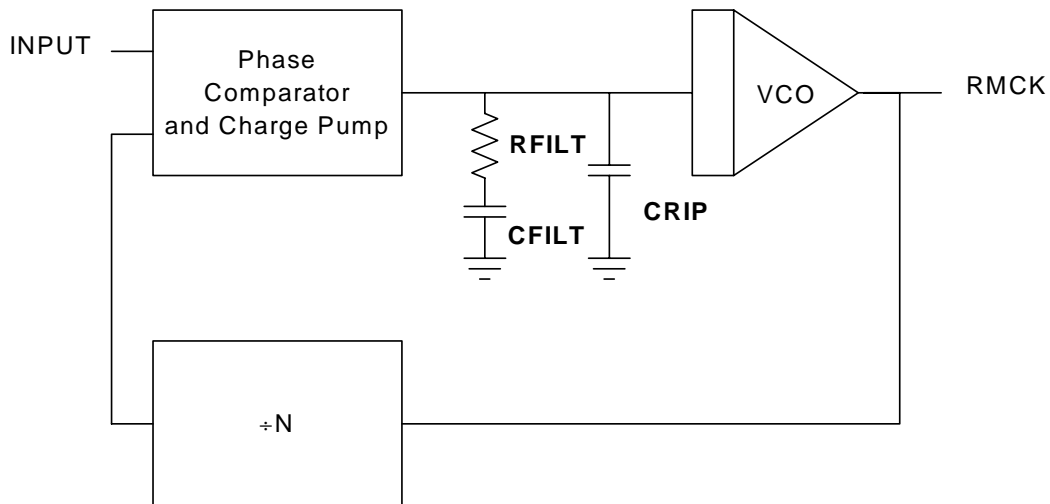 INPUT
Phase
Comparator
and Charge Pump
VCO
RMCK
RFILT
CRIP
CFILT
÷N